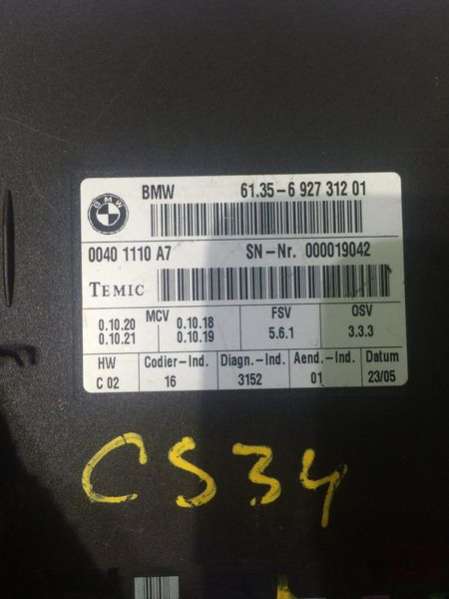 BMW
BMW 61.35-6 927 312 01
0040 1110 A7 SN-Nr. 000019042
TEMIC
MCV FSV OSV
0.10.20 0.10.18
0.10.21 0.10.19 5.6.1 3.3.3
HW Codier-Ind. Diagn.-Ind. Aend.-Ind. Datum
C 02 16 3152 01 23/05
CS34